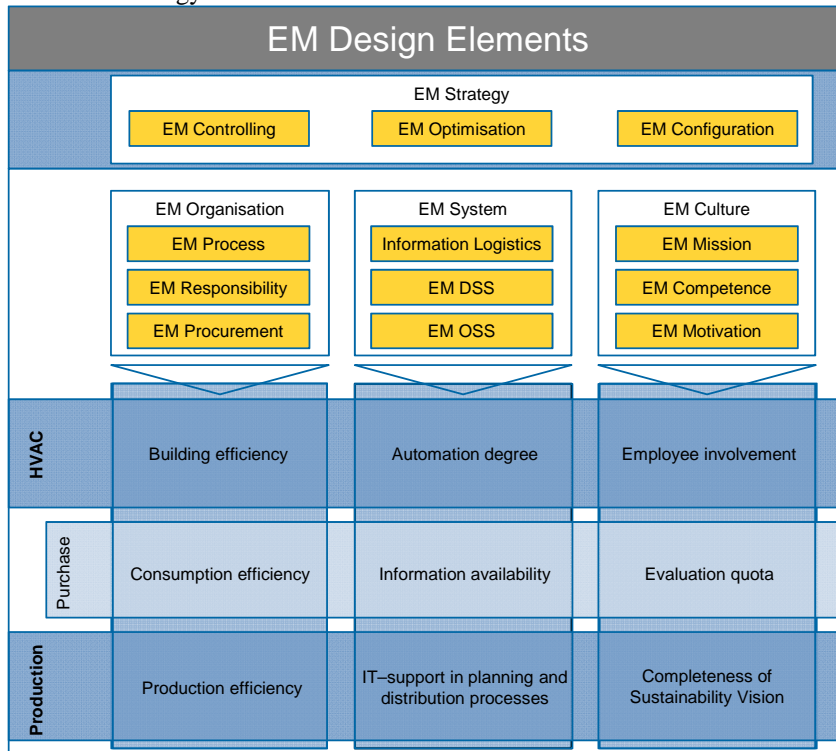 gy
EM Design Elements
EM Strategy
EM Controlling
EM Optimisation
EM Configuration
EM Organisation
EM Process
EM Responsibility
EM Procurement
EM System
Information Logistics
EM DSS
EM OSS
EM Culture
EM Mission
EM Competence
EM Motivation
HVAC
Building efficiency
Automation degree
Employee involvement
Purchase
Consumption efficiency
Information availability
Evaluation quota
Production
Production efficiency
IT–support in planning and
distribution processes
Completeness of
Sustainability Vision